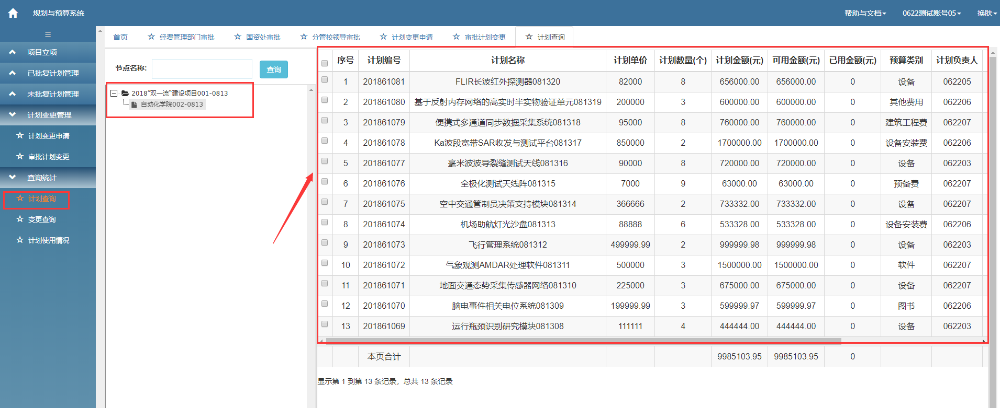 规划与预算系统
帮助与文档 0622测试账号05 换肤
项目立项
已批复计划管理
未批复计划管理
计划变更管理
计划变更申请
审批计划变更
查询统计
计划查询
变更查询
计划使用情况
首页 经费管理部门审批 国资处审批 分管校领导审批 计划变更申请 审批计划变更 计划查询
节点名称: 查询
2018"双一流"建设项目001-0813
自动化学院002-0813
序号 计划编号 计划名称 计划单价 计划数量(个) 计划金额(元) 可用金额(元) 已用金额(元) 预算类别 计划负责人
1 201861081 FLIR长波红外探测器081320 82000 8 656000.00 656000.00 0 设备 062205
2 201861080 基于反射内存网络的高实时半实物验证单元081319 200000 3 600000.00 600000.00 0 其他费用 062206
3 201861079 便携式多通道同步数据采集系统081318 95000 8 760000.00 760000.00 0 建筑工程费 062207
4 201861078 Ka波段宽带SAR收发与测试平台081317 850000 2 1700000.00 1700000.00 0 设备安装费 062206
5 201861077 毫米波波导裂缝测试天线081316 90000 8 720000.00 720000.00 0 设备 062203
6 201861076 全极化测试天线阵081315 7000 9 63000.00 63000.00 0 预备费 062207
7 201861075 空中交通管制员决策支持模块081314 366666 2 733332.00 733332.00 0 设备 062207
8 201861074 机场助航灯光沙盘081313 88888 6 533328.00 533328.00 0 设备安装费 062206
9 201861073 飞行管理系统081312 499999.99 2 999999.98 999999.98 0 设备 062203
10 201861072 气象观测AMDAR处理软件081311 500000 3 1500000.00 1500000.00 0 软件 062207
11 201861071 地面交通态势采集传感器网络081310 225000 3 675000.00 675000.00 0 设备 062207
12 201861070 脑电事件相关电位系统081309 199999.99 3 599999.97 599999.97 0 图书 062206
13 201861069 运行瓶颈识别研究模块081308 111111 4 444444.00 444444.00 0 设备 062203
本页合计 9985103.95 9985103.95 0
显示第 1 到第 13 条记录，总共 13 条记录